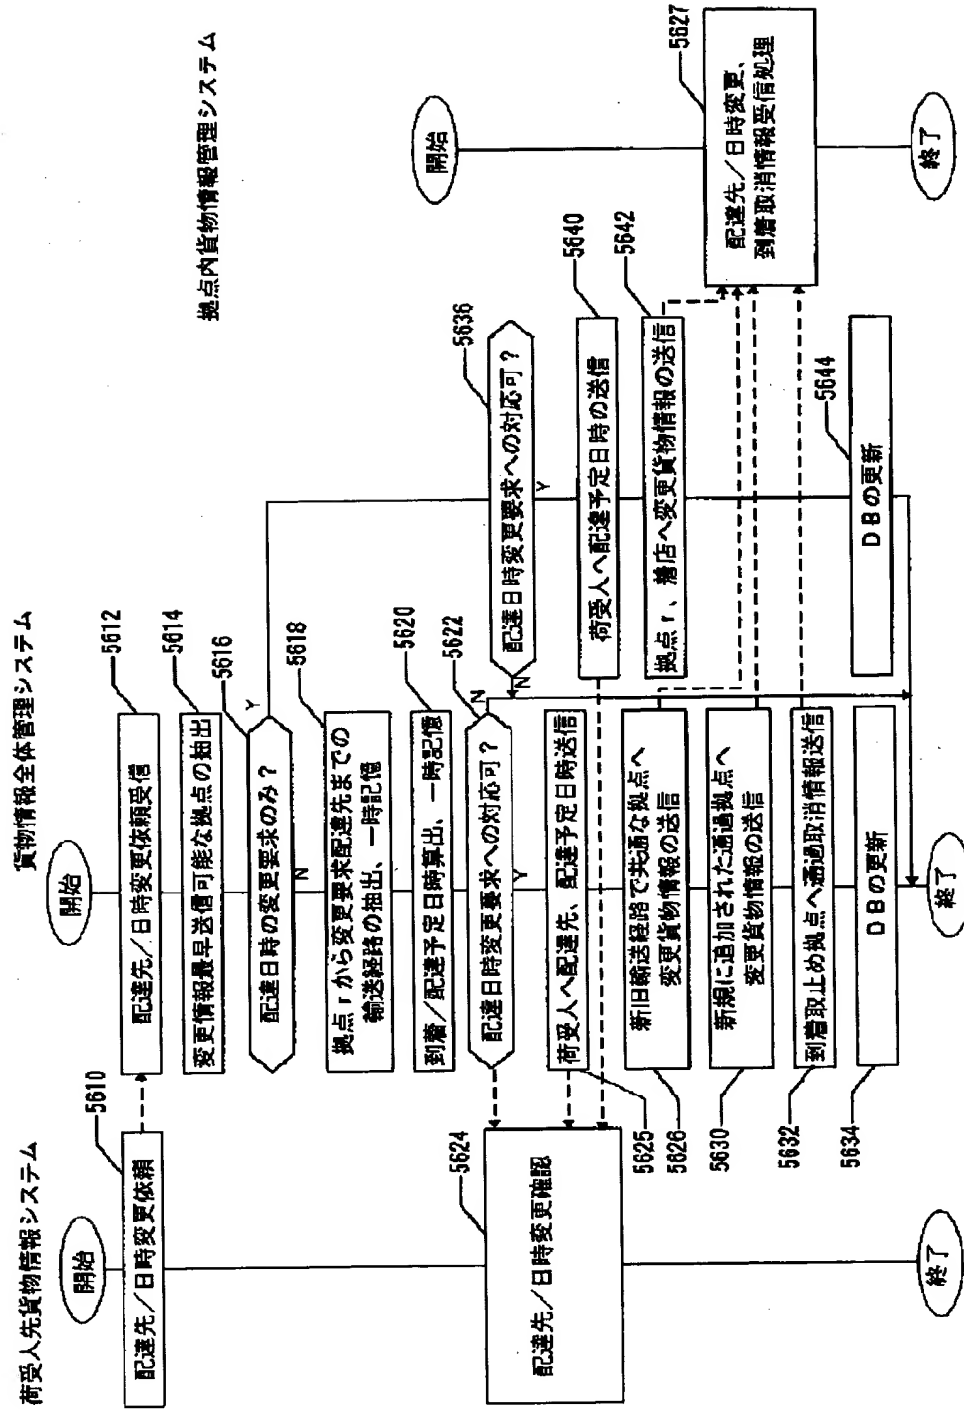 荷受人先貨物情報システム
開始
5610
配達先／日時変更依頼
5624
配達先／日時変更確認
終了
貨物情報全体管理システム
開始
5612
配達先／日時変更依頼受信
5614
変更情報最早送信可能な拠点の抽出
5616
配達日時の変更要求のみ？
Y
N
5618
拠点rから変更要求配達先までの
輸送経路の抽出、一時記憶
5620
到着／配達予定日時算出、一時記憶
5622
配達日時変更要求への対応可？
N
Y
荷受人へ配達先、配達予定日時送信
5625
新旧輸送経路で共通な拠点へ
変更貨物情報の送信
5626
新規に追加された通過拠点へ
変更貨物情報の送信
5630
到着取止め拠点へ通過取消情報送信
5632
DBの更新
5634
終了
5636
配達日時変更要求への対応可？
N
Y
5640
荷受人へ配達予定日時の送信
5642
拠点r、着店へ変更貨物情報の送信
5644
DBの更新
拠点内貨物情報管理システム
開始
5627
配達先／日時変更、
到着取消情報受信処理
終了